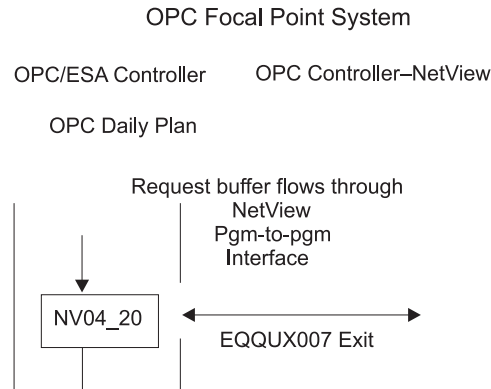 OPC Focal Point System
OPC/ESA Controller
OPC Controller–NetView
OPC Daily Plan
Request buffer flows through
NetView
Pgm-to-pgm
Interface
NV04_20
EQQUX007 Exit